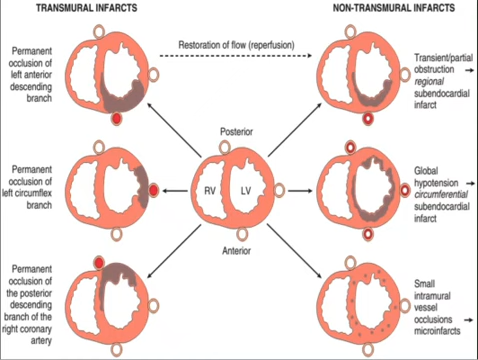 TRANSMURAL INFARCTS
NON-TRANSMURAL INFARCTS
Permanent
occlusion of
left anterior
descending
branch
Restoration of flow (reperfusion)
Transient/partial
obstruction
regional
subendocardial
infarct
Permanent
occlusion of
left circumflex
branch
Posterior
RV
LV
Anterior
Global
hypotension
circumferential
subendocardial
infarct
Permanent
occlusion of
the posterior
descending
branch of the
right coronary
artery
Small
intramural
vessel
occlusions
microinfarcts